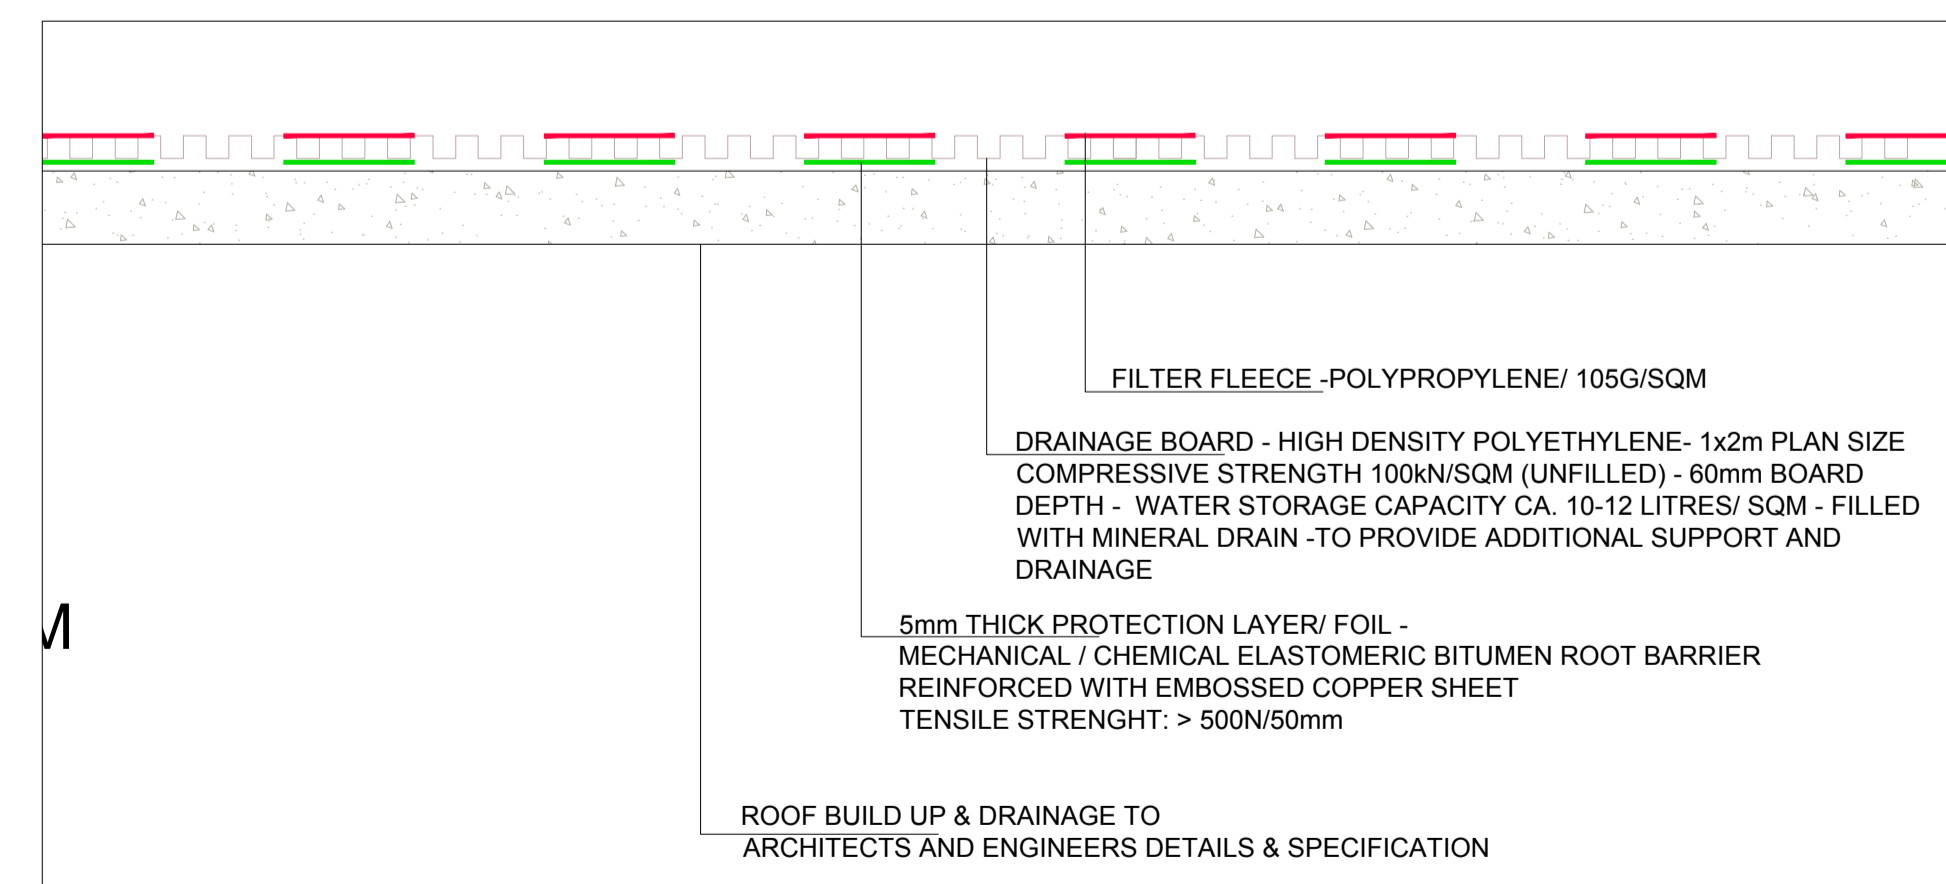 FILTER FLEECE -POLYPROPYLENE/ 105G/SQM
DRAINAGE BOARD - HIGH DENSITY POLYETHYLENE- 1x2m PLAN SIZE
COMPRESSIVE STRENGTH 100kN/SQM (UNFILLED) - 60mm BOARD
DEPTH - WATER STORAGE CAPACITY CA. 10-12 LITRES/ SQM - FILLED
WITH MINERAL DRAIN -TO PROVIDE ADDITIONAL SUPPORT AND
DRAINAGE
M
5mm THICK PROTECTION LAYER/ FOIL -
MECHANICAL / CHEMICAL ELASTOMERIC BITUMEN ROOT BARRIER
REINFORCED WITH EMBOSSED COPPER SHEET
TENSILE STRENGHT: > 500N/50mm
ROOF BUILD UP & DRAINAGE TO
ARCHITECTS AND ENGINEERS DETAILS & SPECIFICATION